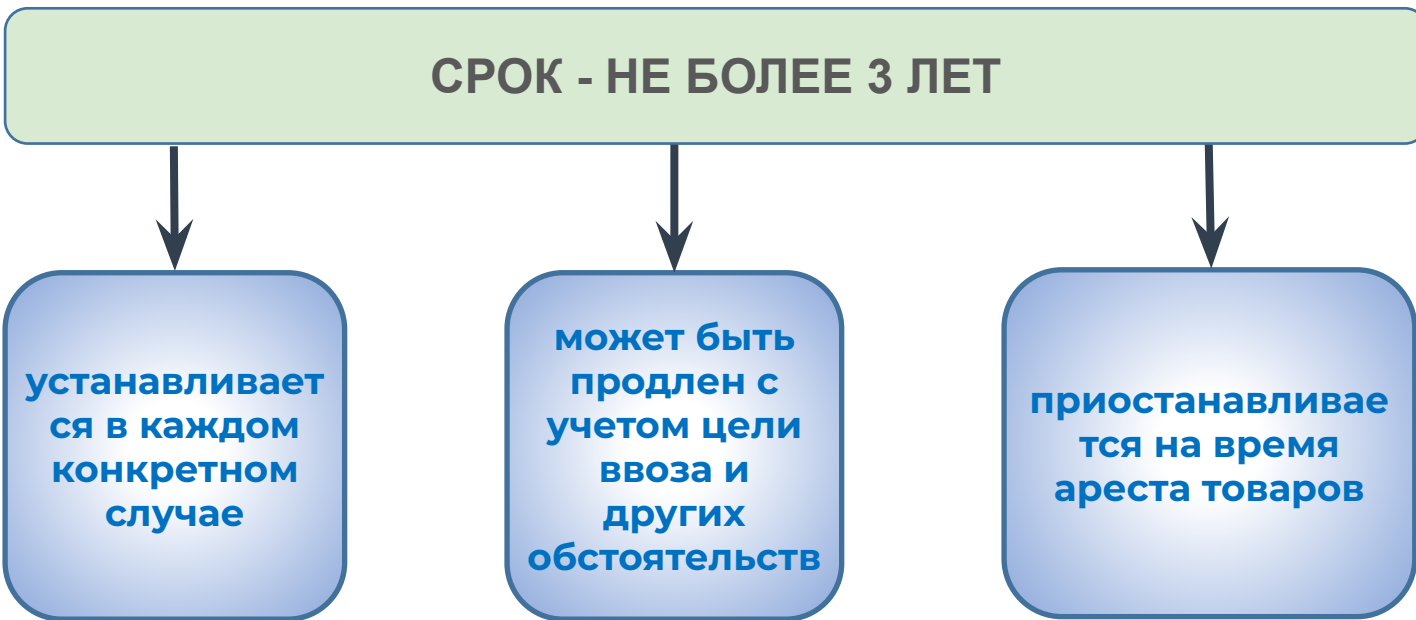 СРОК - НЕ БОЛЕЕ 3 ЛЕТ
устанавливает
ся в каждом
конкретном
случае
может быть
продлен с
учетом цели
ввоза и
других
обстоятельств
приостанавливае
тся на время
ареста товаров